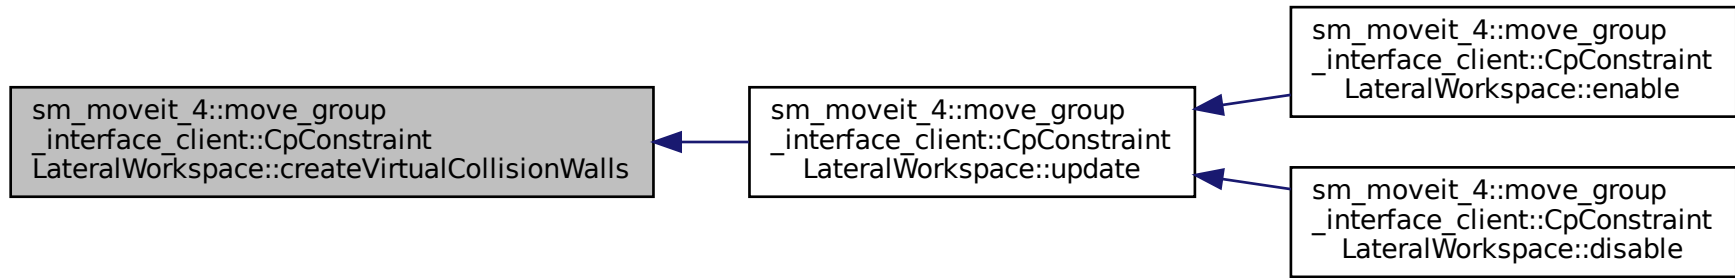 sm_moveit_4::move_group
_interface_client::CpConstraint
LateralWorkspace::createVirtualCollisionWalls
sm_moveit_4::move_group
_interface_client::CpConstraint
LateralWorkspace::update
sm_moveit_4::move_group
_interface_client::CpConstraint
LateralWorkspace::enable
sm_moveit_4::move_group
_interface_client::CpConstraint
LateralWorkspace::disable